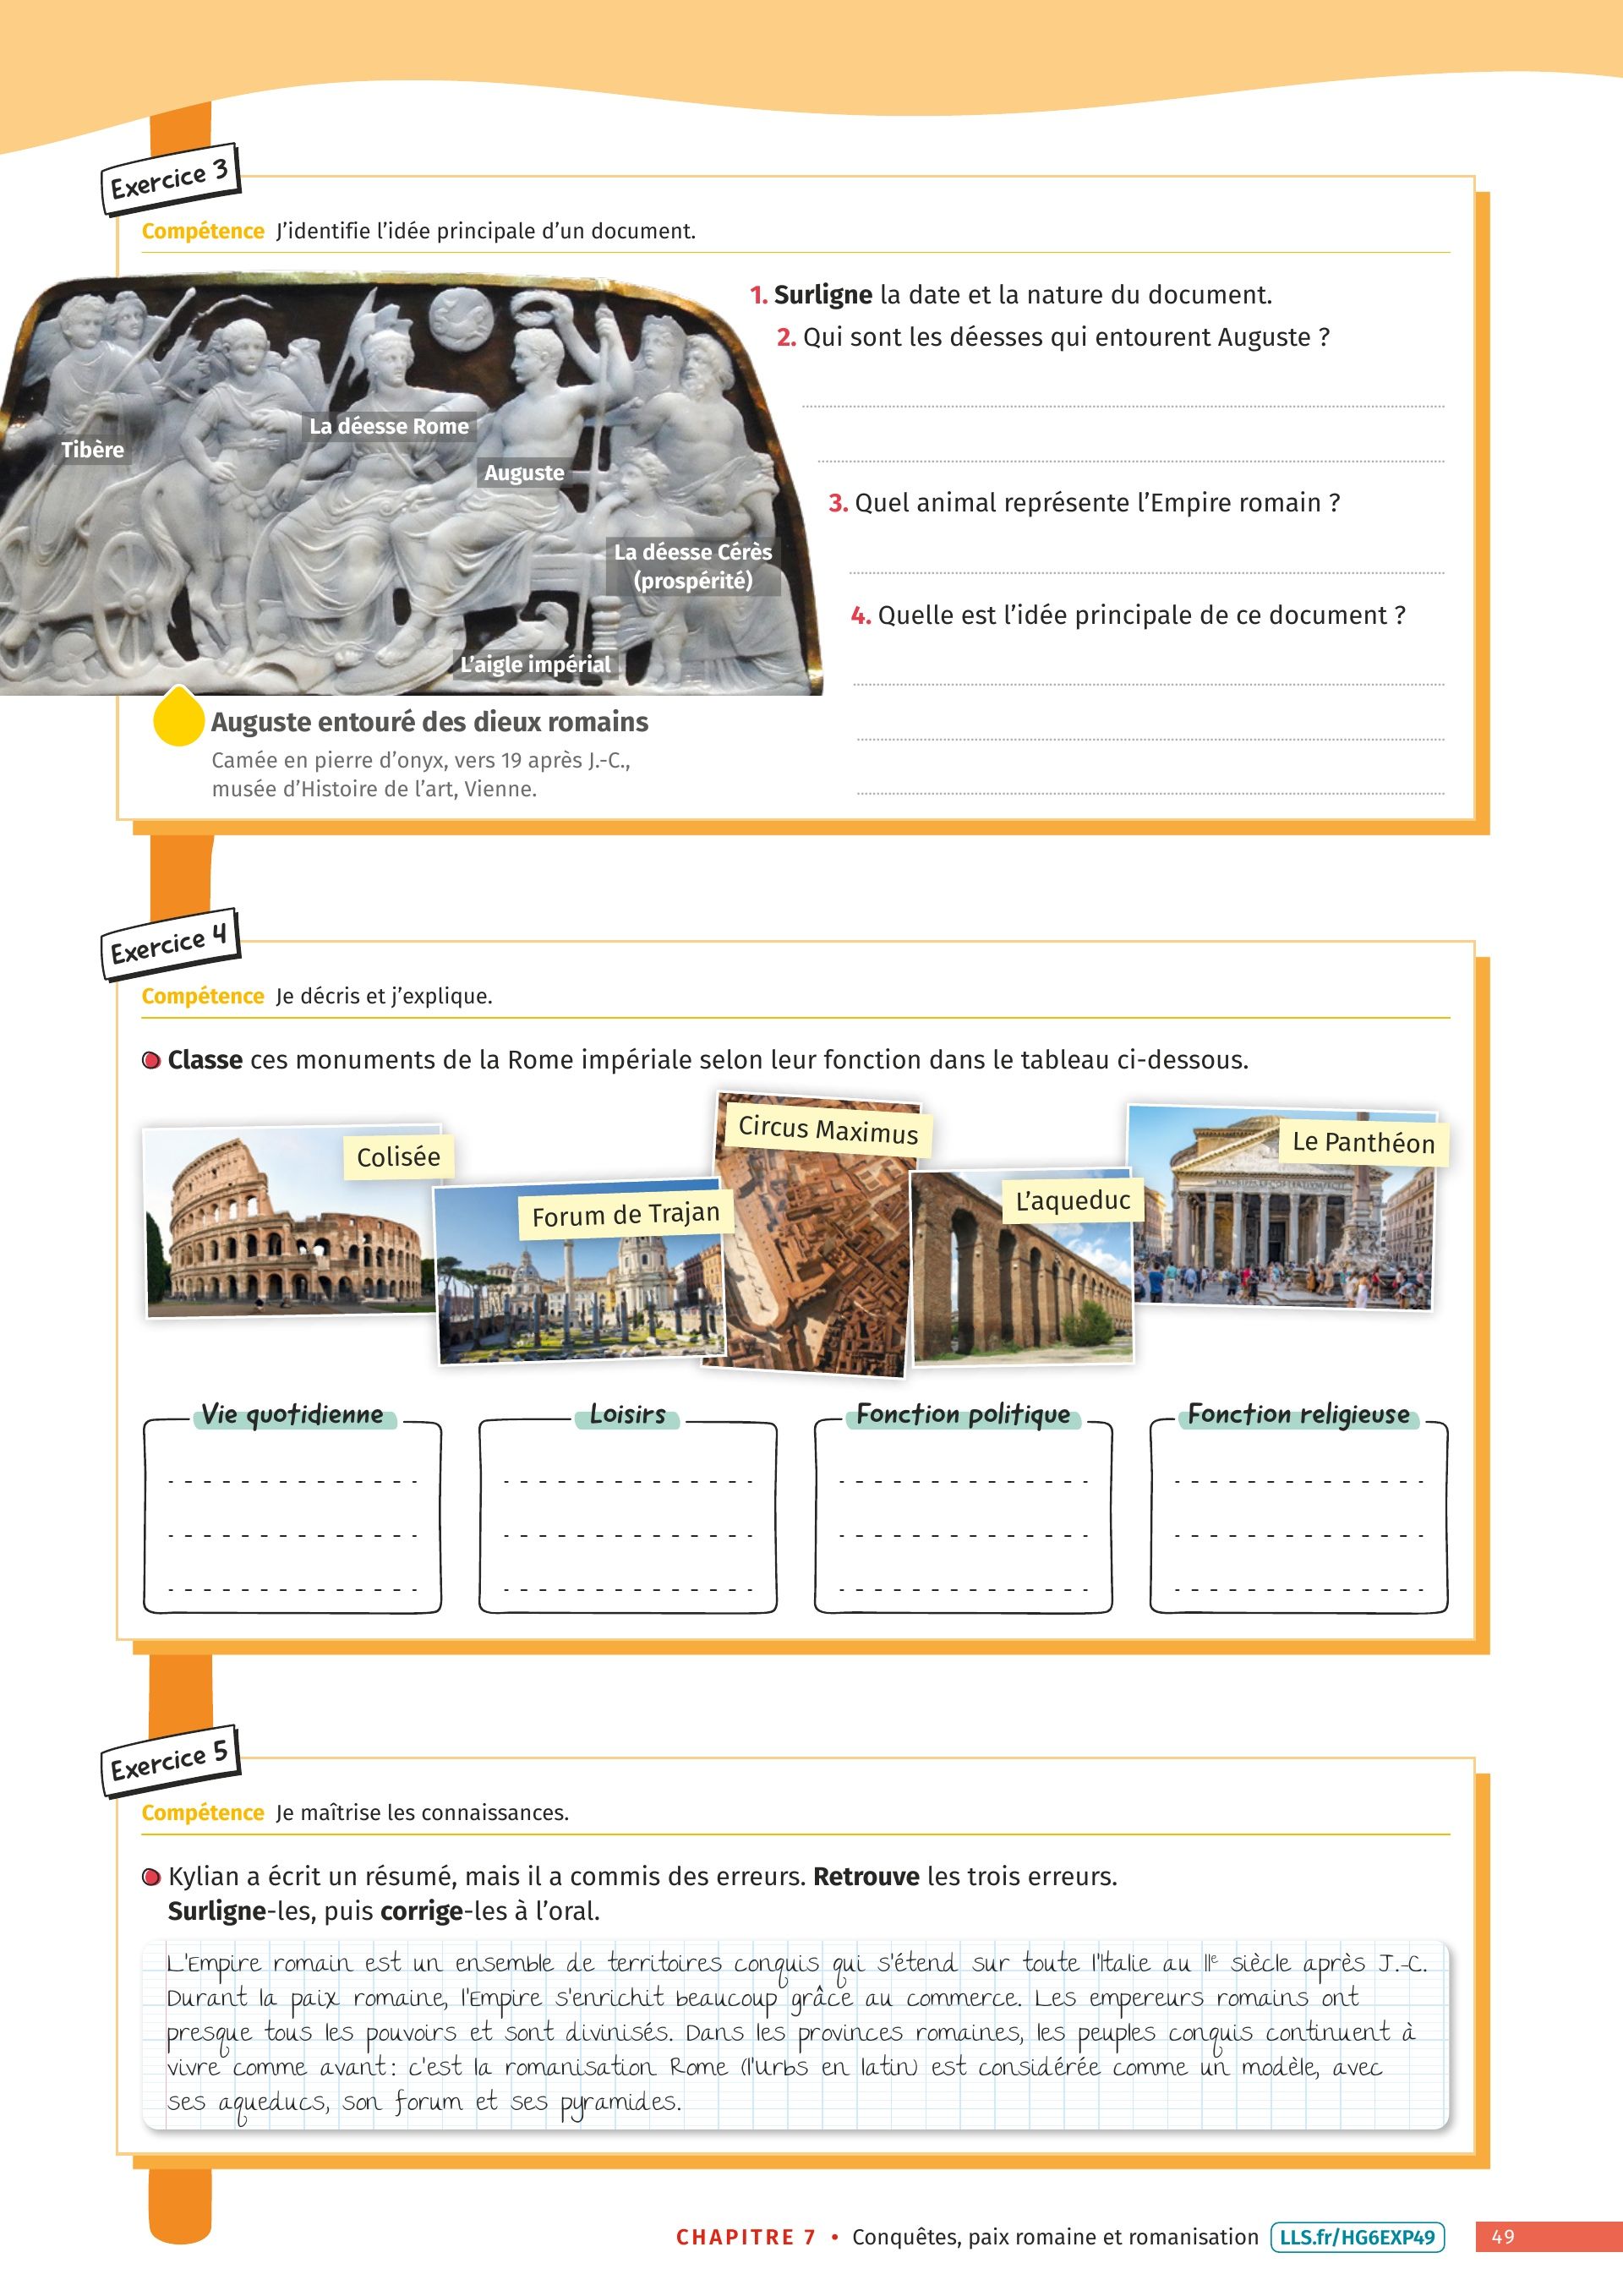 Exercice 3
Compétence J'identifie l'idée principale d'un document.
1. Surligne la date et la nature du document.
2. Qui sont les déesses qui entourent Auguste ?
3. Quel animal représente l'Empire romain ?
4. Quelle est l'idée principale de ce document ?
Tibère
La déesse Rome
Auguste
La déesse Cérès
(prospérité)
L'aigle impérial
Auguste entouré des dieux romains
Camée en pierre d'onyx, vers 19 après J.-C.,
musée d'Histoire de l'art, Vienne.
Exercice 4
Compétence Je décris et j'explique.
Classe ces monuments de la Rome impériale selon leur fonction dans le tableau ci-dessous.
Colisée
Forum de Trajan
Circus Maximus
L'aqueduc
Le Panthéon
Vie quotidienne
Loisirs
Fonction politique
Fonction religieuse
Exercice 5
Compétence Je maîtrise les connaissances.
Kylian a écrit un résumé, mais il a commis des erreurs. Retrouve les trois erreurs.
Surligne-les, puis corrige-les à l'oral.
L'Empire romain est un ensemble de territoires conquis qui s'étend sur toute l'Italie au IIe siècle après J.-C.
Durant la paix romaine, l'Empire s'enrichit beaucoup grâce au commerce. Les empereurs romains ont
presque tous les pouvoirs et sont divinisés. Dans les provinces romaines, les peuples conquis continuent à
vivre comme avant : c'est la romanisation Rome (l'Urbs en latin) est considérée comme un modèle, avec
ses aqueducs, son forum et ses pyramides.
CHAPITRE 7 • Conquêtes, paix romaine et romanisation LLS.fr/HG6EXP49 49